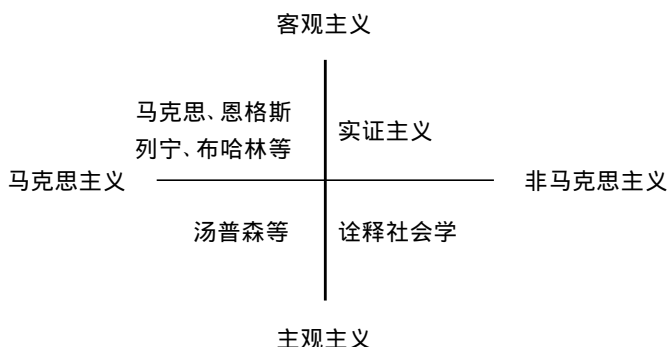 客观主义
马克思、恩格斯
列宁、布哈林等
实证主义
马克思主义
非马克思主义
汤普森等
诠释社会学
主观主义